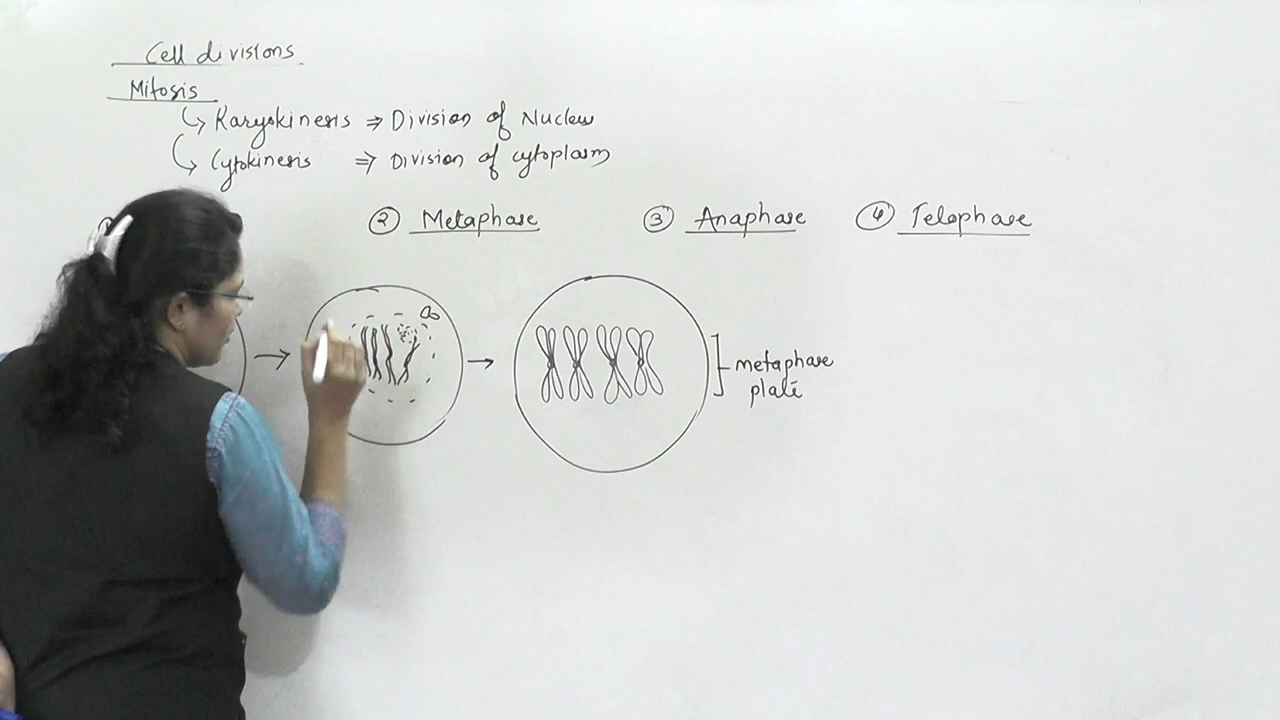 Cell divisions.
Mitosis
↳ Karyokinesis ⇒ Division of Nucleus
↳ Cytokinesis ⇒ Division of cytoplasm
② Metaphase ③ Anaphase ④ Telophase
metaphase
plate